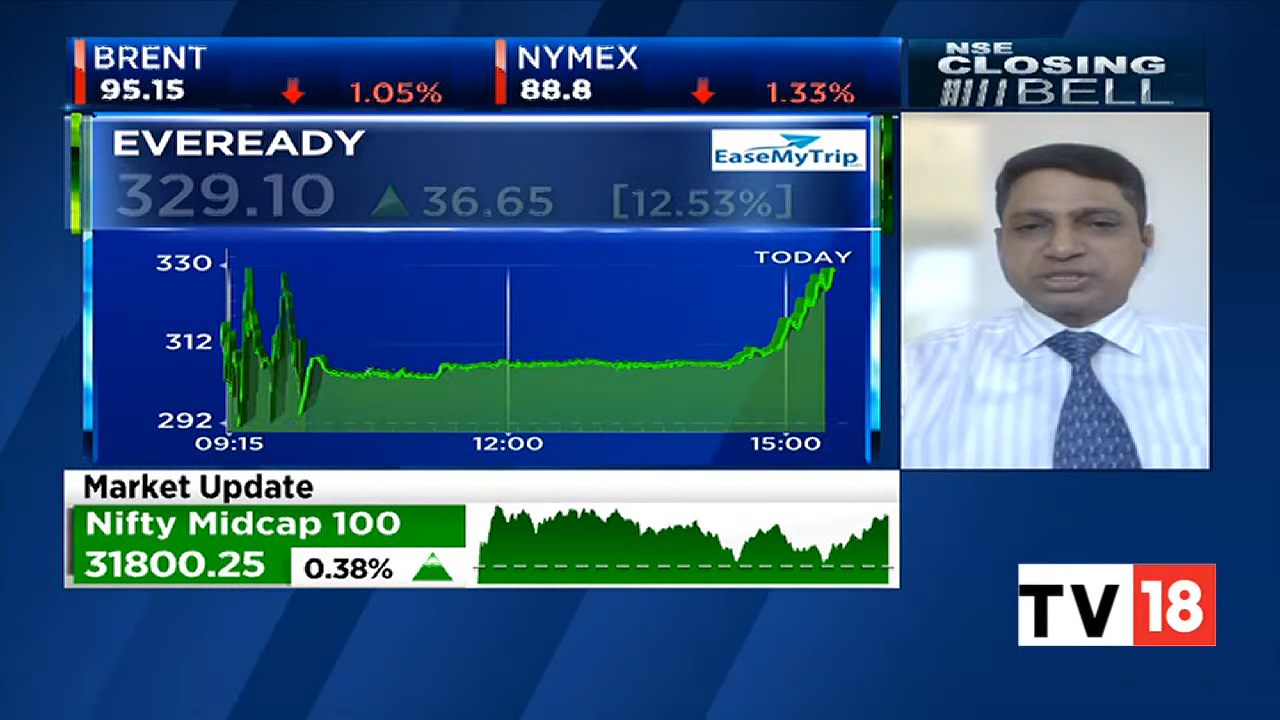 BRENT
95.15 1.05%
NYMEX
88.8 1.33%
NSE
CLOSING
BELL
EVEREADY
EaseMyTrip
329.10 36.65 [12.53%]
TODAY
330
312
292
09:15 12:00 15:00
Market Update
Nifty Midcap 100
31800.25 0.38%
TV18